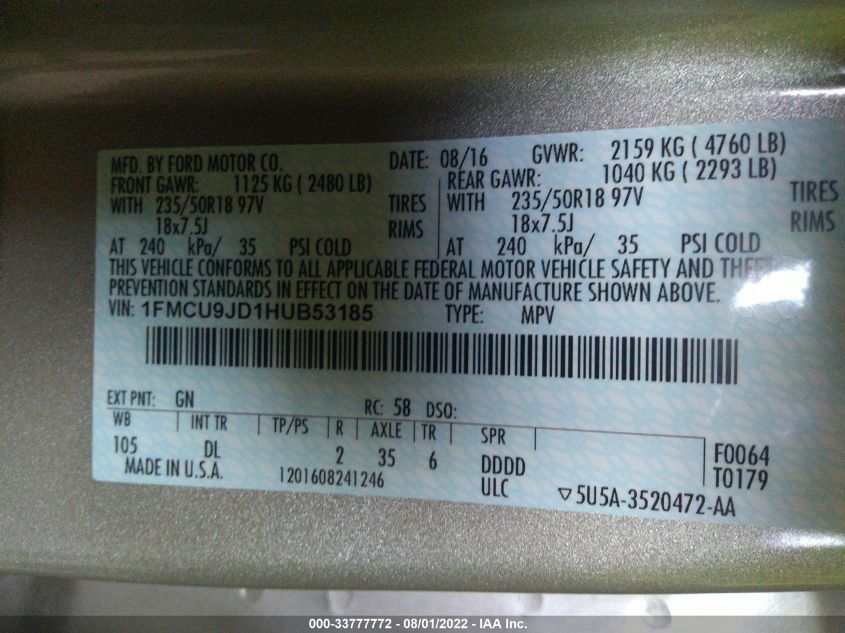 MFD. BY FORD MOTOR CO. DATE: 08/16 GVWR: 2159 KG ( 4760 LB)
FRONT GAWR: 1125 KG ( 2480 LB) REAR GAWR: 1040 KG ( 2293 LB)
WITH 235/50R18 97V TIRES WITH 235/50R18 97V TIRES
18x7.5J RIMS 18x7.5J RIMS
AT 240 kPa/ 35 PSI COLD AT 240 kPa/ 35 PSI COLD
THIS VEHICLE CONFORMS TO ALL APPLICABLE FEDERAL MOTOR VEHICLE SAFETY AND THEFT
PREVENTION STANDARDS IN EFFECT ON THE DATE OF MANUFACTURE SHOWN ABOVE.
VIN: 1FMCU9JD1HUB53185 TYPE: MPV
EXT PNT: GN RC: 58 DSO:
WB INT TR TP/PS R AXLE TR SPR
105 DL 2 35 6 DDDD F0064
MADE IN U.S.A. 1201608241246 ULC T0179
▽5U5A-3520472-AA
000-33777772 - 08/01/2022 - IAA Inc.